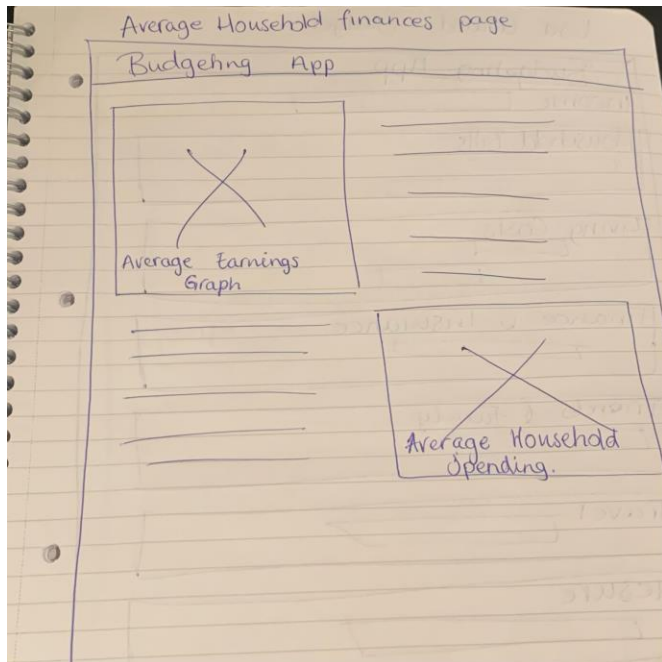 Average Household finances page
Budgeting App
Average Earnings
Graph
Average Household
Spending.